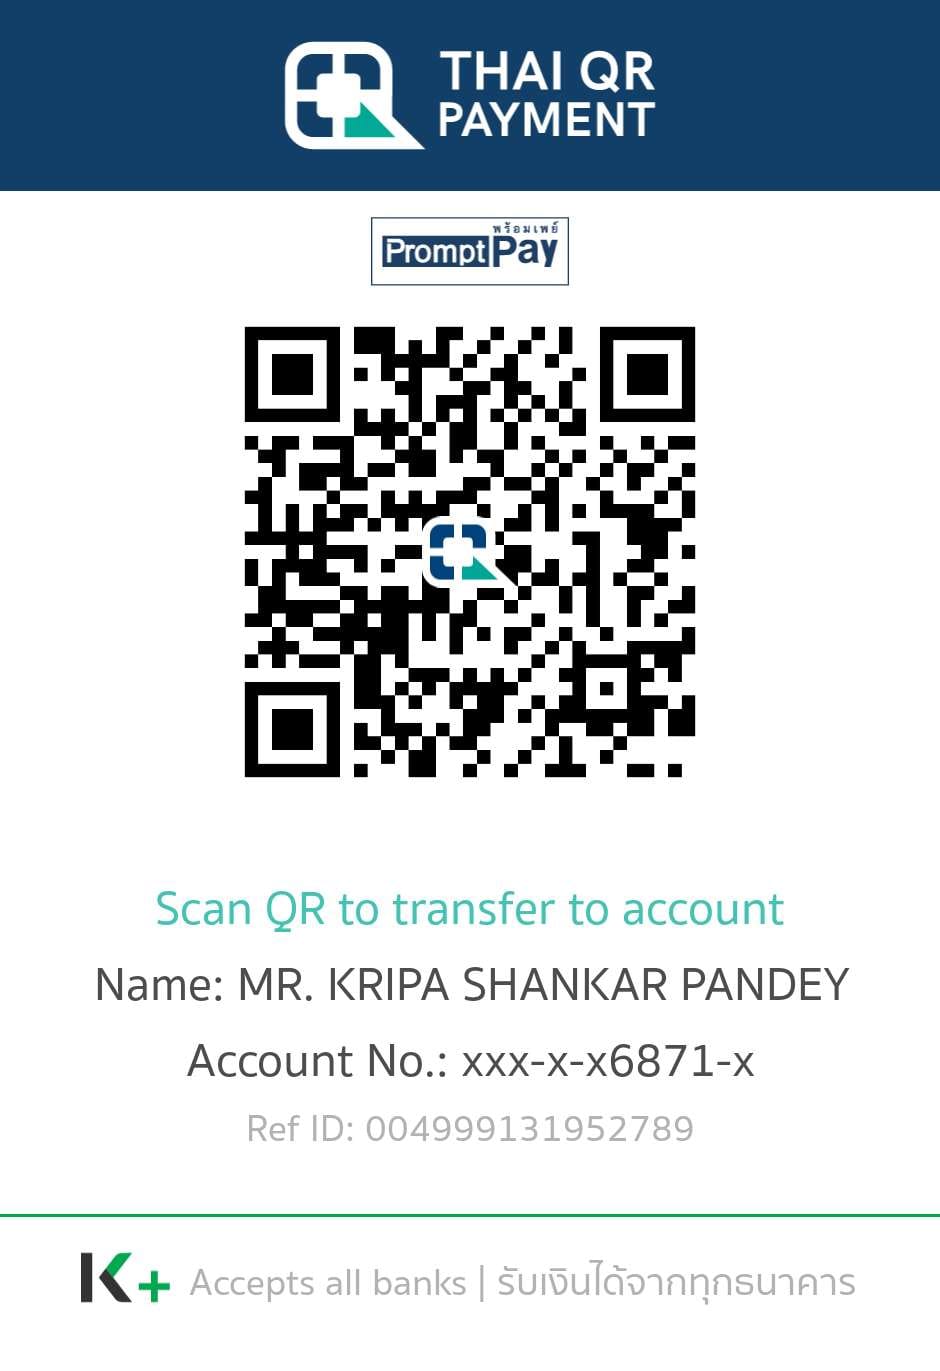 THAI QR
PAYMENT
พร้อมเพย์
PromptPay
Scan QR to transfer to account
Name: MR. KRIPA SHANKAR PANDEY
Account No.: xxx-x-x6871-x
Ref ID: 004999131952789
K+ Accepts all banks | รับเงินได้จากทุกธนาคาร